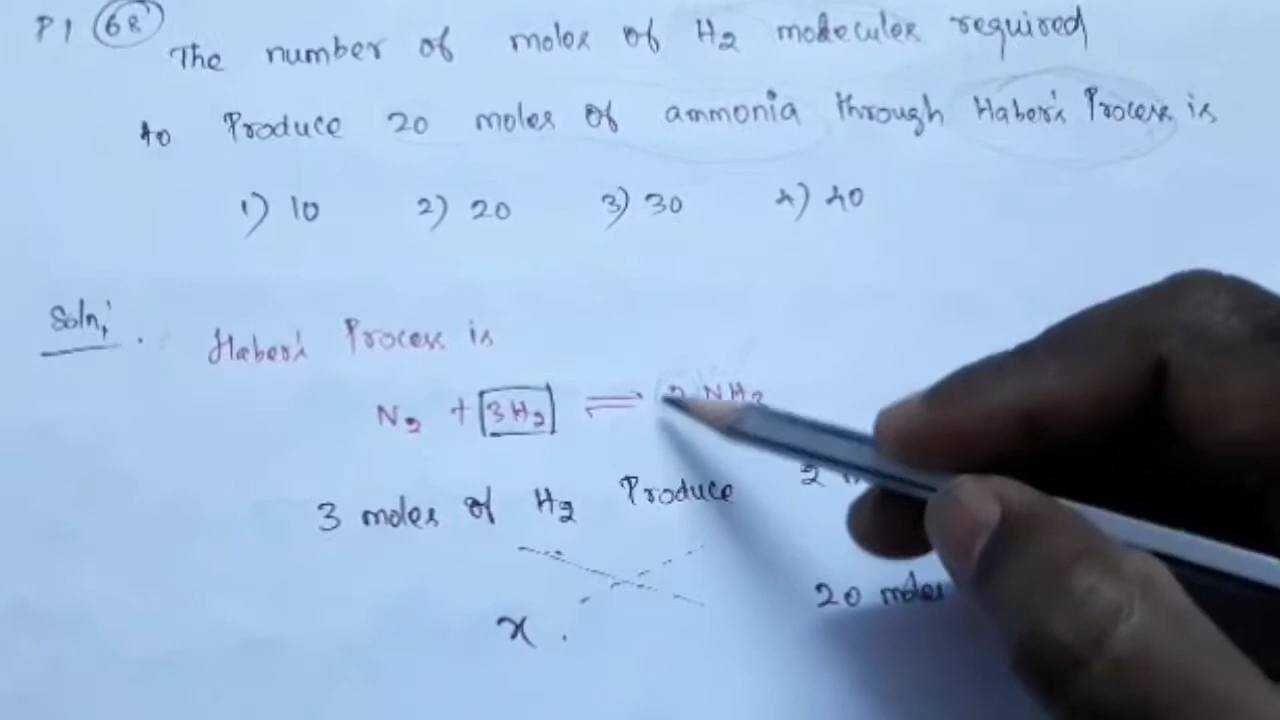 P1 68
The number of moles of H2 molecules required
to Produce 20 moles of ammonia through Haber's Process is
1) 10 2) 20 3) 30 4) 40
Soln;
Haber's Process is
N2 + 3H2 ⇌ 2 NH3
3 moles of H2 Produce 2
x . 20 moles